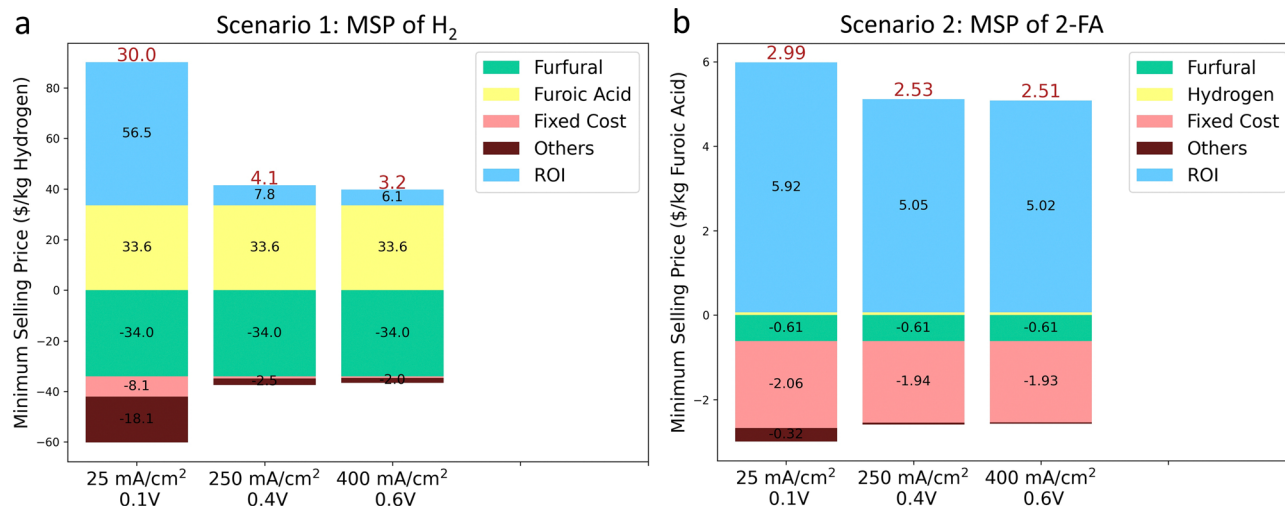 a
Scenario 1: MSP of H₂
Minimum Selling Price ($/kg Hydrogen)
80
60
40
20
0
−20
−40
−60
30.0
56.5
33.6
-34.0
-8.1
-18.1
4.1
7.8
33.6
-34.0
-2.5
3.2
6.1
33.6
-34.0
-2.0
Furfural
Furoic Acid
Fixed Cost
Others
ROI
25 mA/cm²
0.1V
250 mA/cm²
0.4V
400 mA/cm²
0.6V
b
Scenario 2: MSP of 2-FA
Minimum Selling Price ($/kg Furoic Acid)
6
4
2
0
−2
2.99
5.92
-0.61
-2.06
-0.32
2.53
5.05
-0.61
-1.94
2.51
5.02
-0.61
-1.93
Furfural
Hydrogen
Fixed Cost
Others
ROI
25 mA/cm²
0.1V
250 mA/cm²
0.4V
400 mA/cm²
0.6V